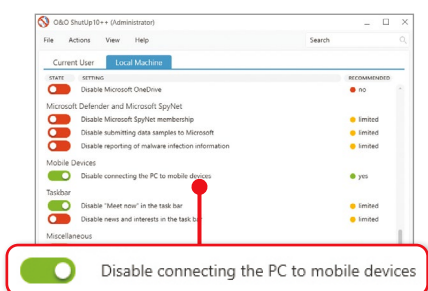 O&O ShutUp10++ (Administrator)
File Actions View Help Search
Current User Local Machine
STATE SETTING RECOMMENDED
Disable Microsoft OneDrive no
Microsoft Defender and Microsoft SpyNet
Disable Microsoft SpyNet membership limited
Disable submitting data samples to Microsoft limited
Disable reporting of malware infection information limited
Mobile Devices
Disable connecting the PC to mobile devices yes
Taskbar
Disable "Meet now" in the task bar limited
Disable news and interests in the task bar limited
Miscellaneous
Disable connecting the PC to mobile devices